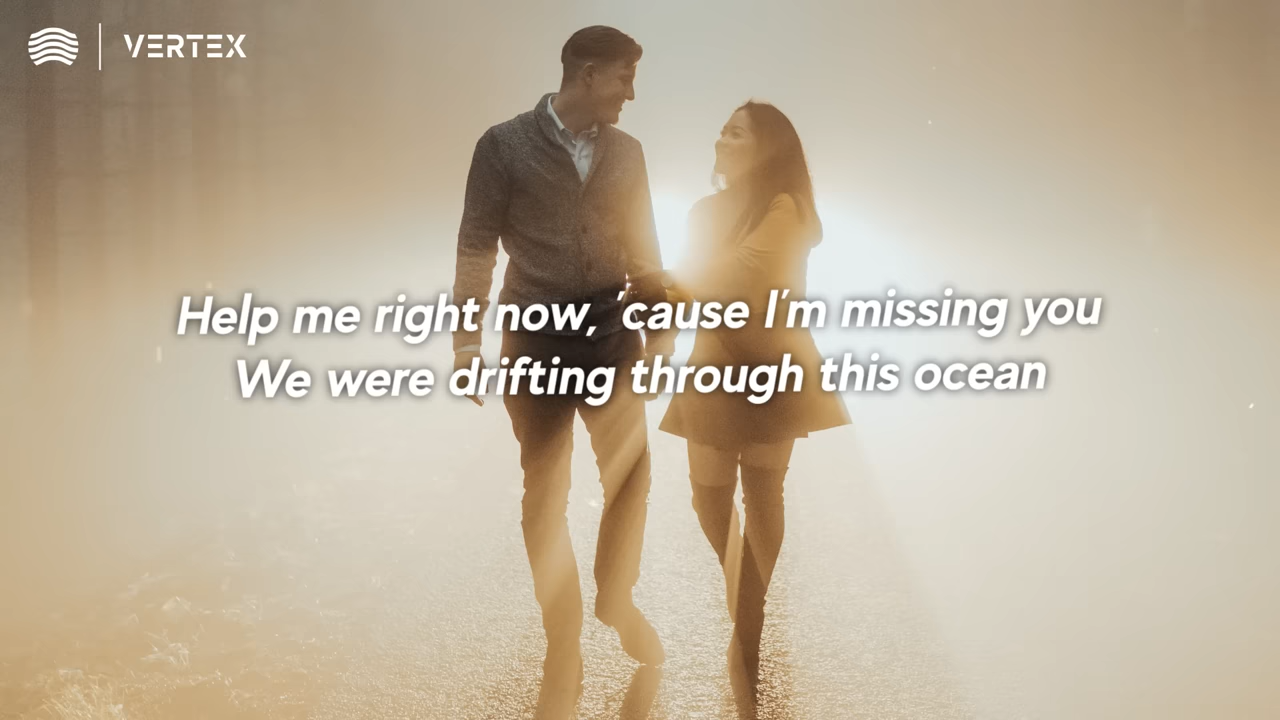 VERTEX
Help me right now, 'cause I'm missing you
We were drifting through this ocean